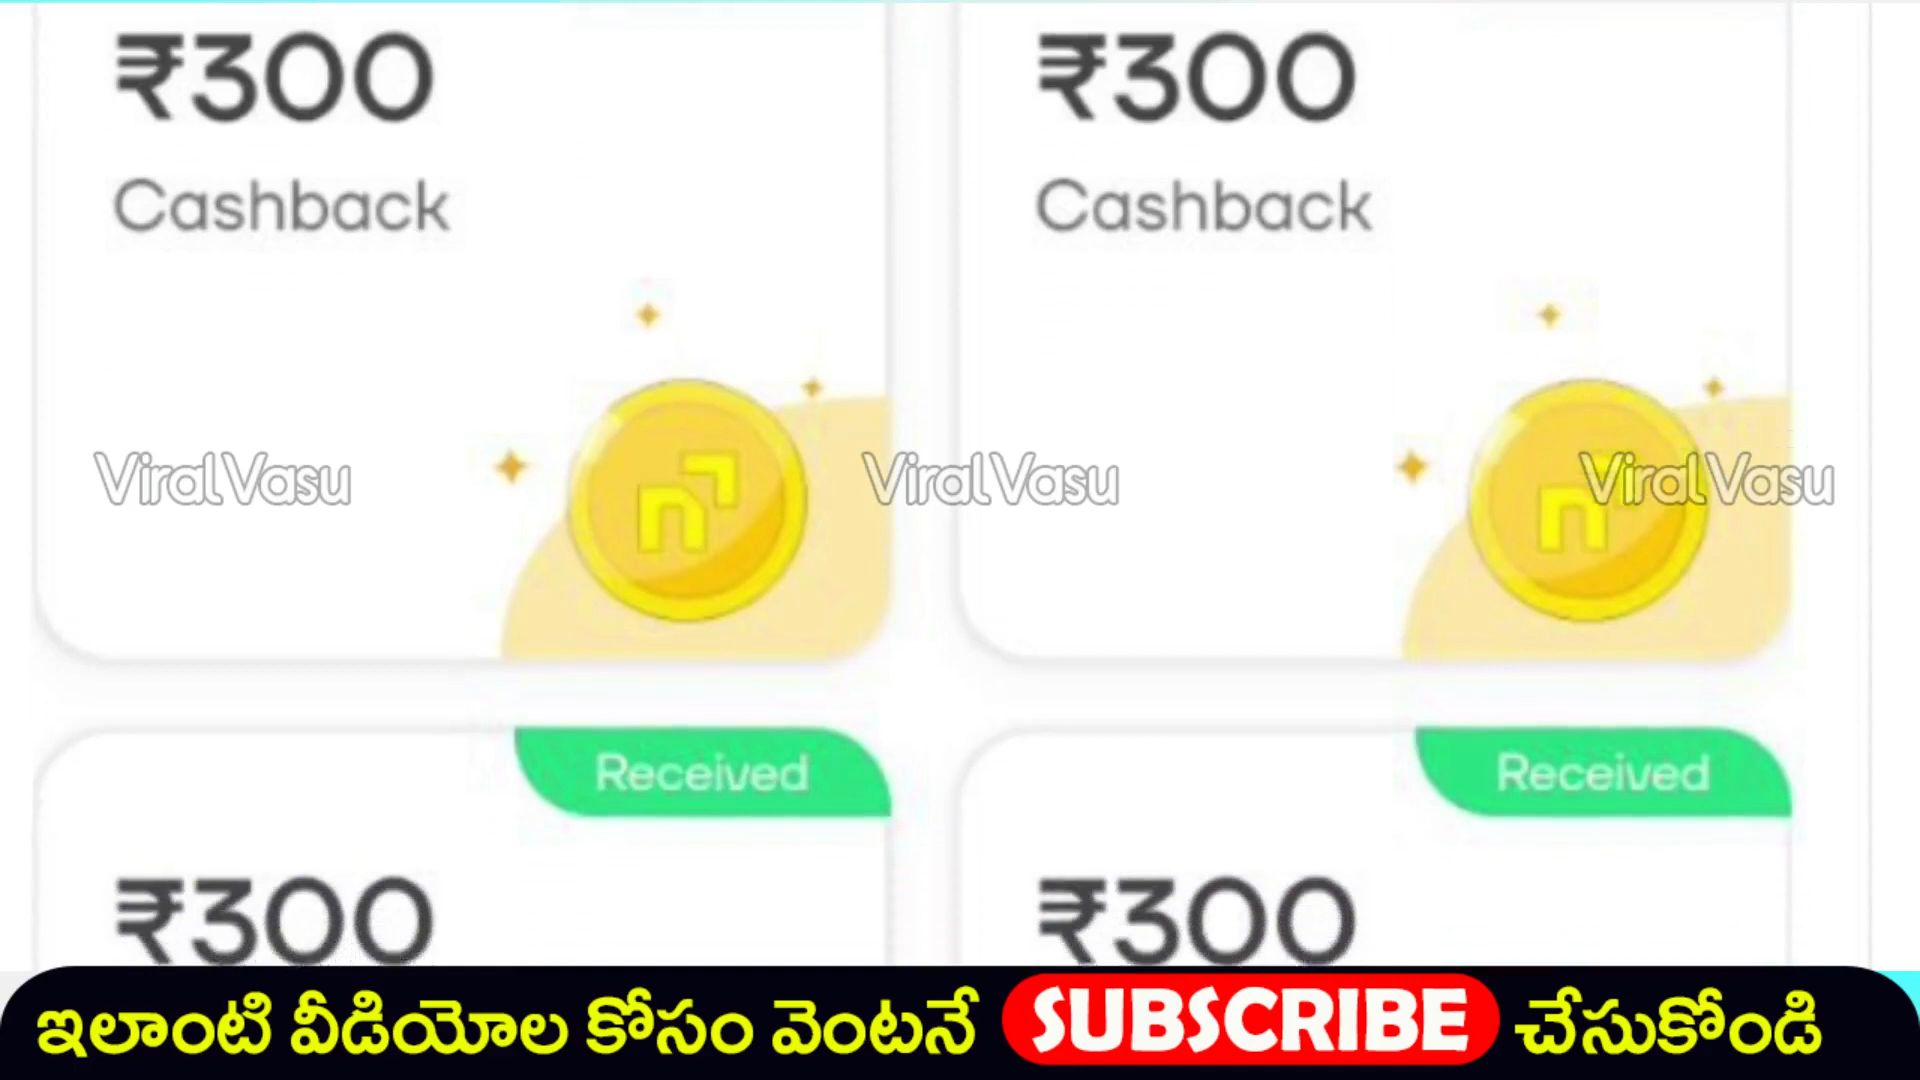 ₹300 ₹300
Cashback Cashback
ViralVasu ViralVasu ViralVasu
n n
Received Received
₹300 ₹300
ఇలాంటి వీడియోల కోసం వెంటనే SUBSCRIBE చేసుకోండి